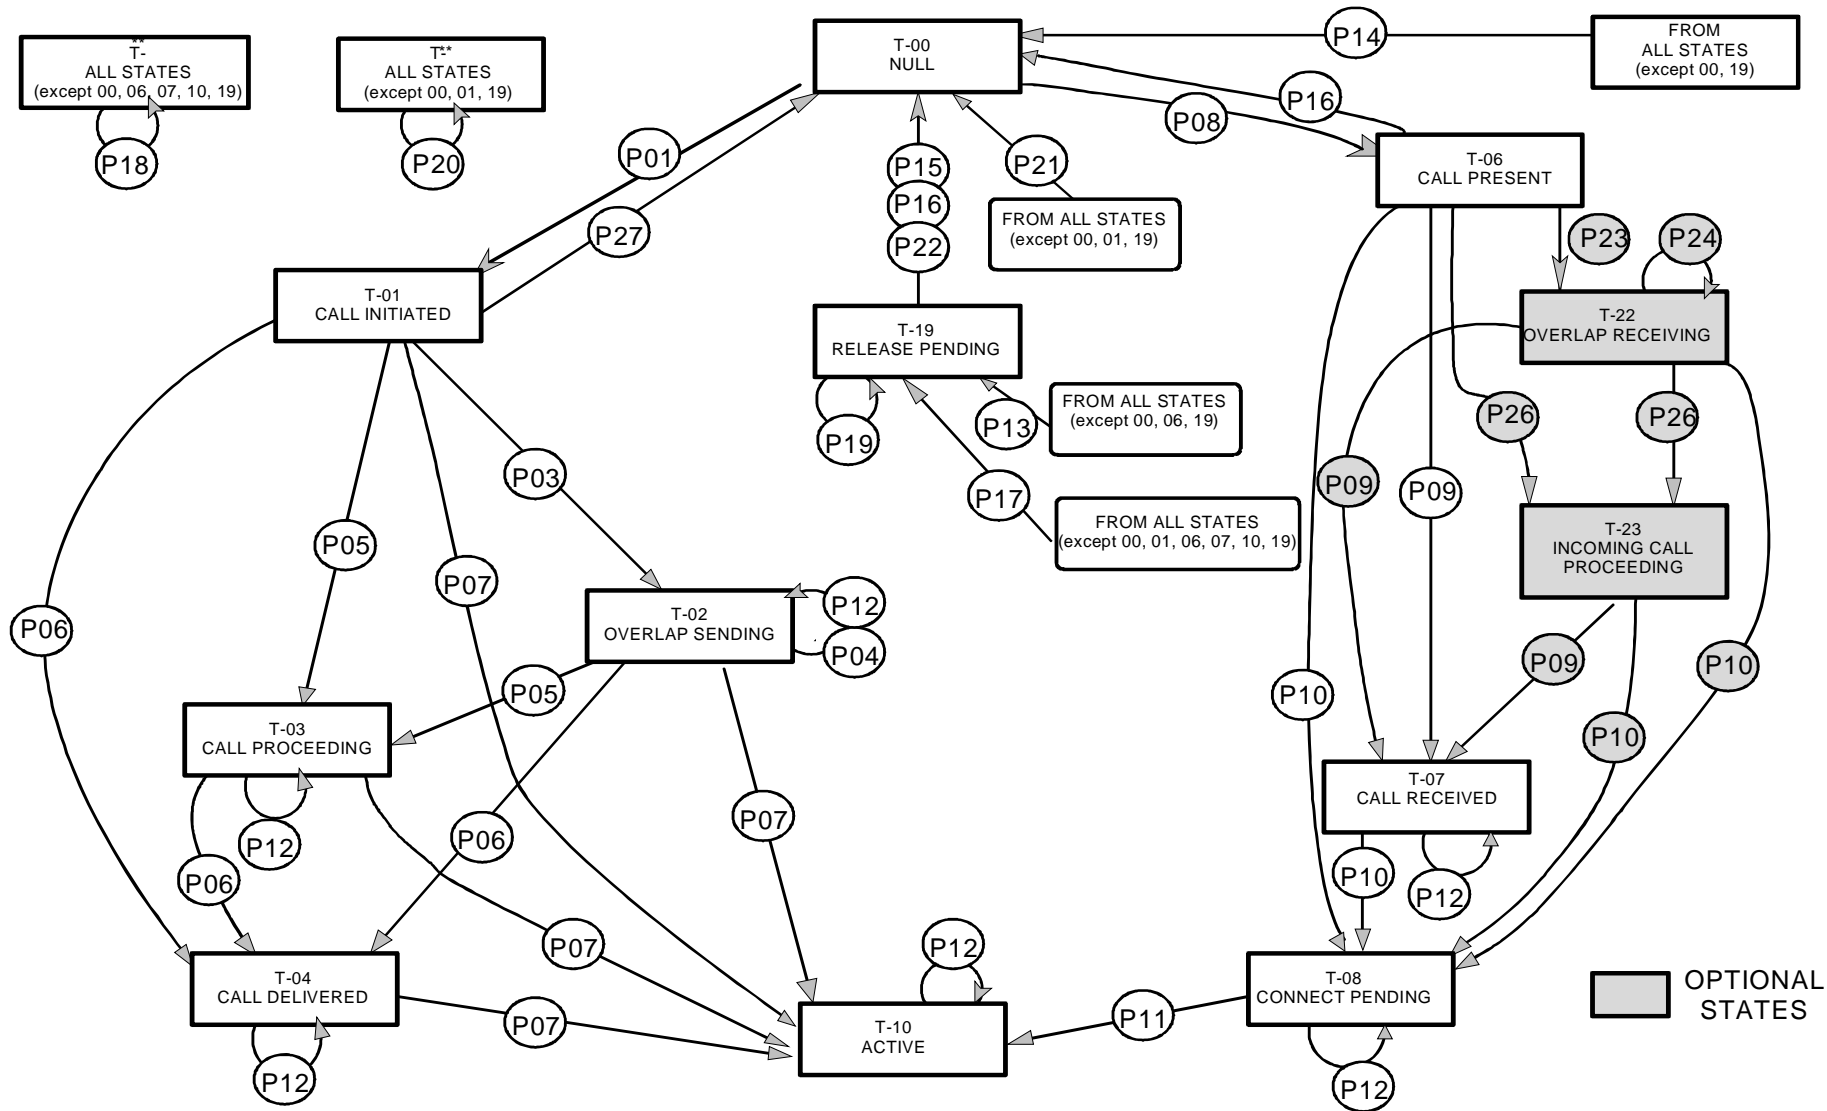 **
T-
ALL STATES
(except 00, 06, 07, 10, 19)
P18
T-**
ALL STATES
(except 00, 01, 19)
P20
T-00
NULL
P14
FROM
ALL STATES
(except 00, 19)
P16
P08
P01
P27
P15
P16
P22
P21
FROM ALL STATES
(except 00, 01, 19)
T-06
CALL PRESENT
P23
P24
T-01
CALL INITIATED
T-19
RELEASE PENDING
T-22
OVERLAP RECEIVING
P19
P13
FROM ALL STATES
(except 00, 06, 19)
P17
FROM ALL STATES
(except 00, 01, 06, 07, 10, 19)
P26
P26
P03
P09
P09
P05
P07
T-23
INCOMING CALL
PROCEEDING
P06
T-02
OVERLAP SENDING
P12
P04
P05
P09
P10
P10
P10
T-03
CALL PROCEEDING
T-07
CALL RECEIVED
P12
P06
P06
P07
P10
P12
P07
P12
T-04
CALL DELIVERED
P07
T-10
ACTIVE
P11
T-08
CONNECT PENDING
P12
P12
OPTIONAL
STATES